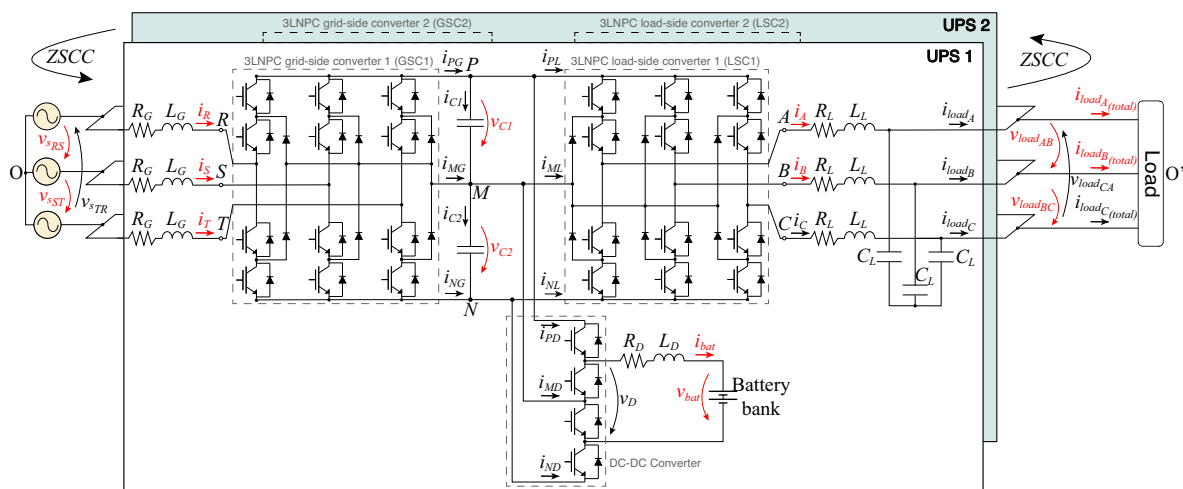 3LNPC grid-side converter 2 (GSC2)
3LNPC load-side converter 2 (LSC2)
UPS 2
UPS 1
ZSCC
ZSCC
3LNPC grid-side converter 1 (GSC1)
3LNPC load-side converter 1 (LSC1)
i_PG P i_PL
i_C1
v_C1
R_G L_G i_R R
R_G L_G i_S S
R_G L_G i_T T
v_sRS
v_sST
v_sTR
O
i_MG M i_ML
i_C2
v_C2
i_NG N i_NL
A i_A R_L L_L i_loadA
B i_B R_L L_L i_loadB
C i_C R_L L_L i_loadC
C_L C_L C_L
i_loadA(total)
v_loadAB
i_loadB(total)
v_loadCA
v_loadBC
i_loadC(total)
Load
O'
i_PD
R_D L_D i_bat
i_MD
v_D
v_bat
Battery
bank
i_ND
DC-DC Converter